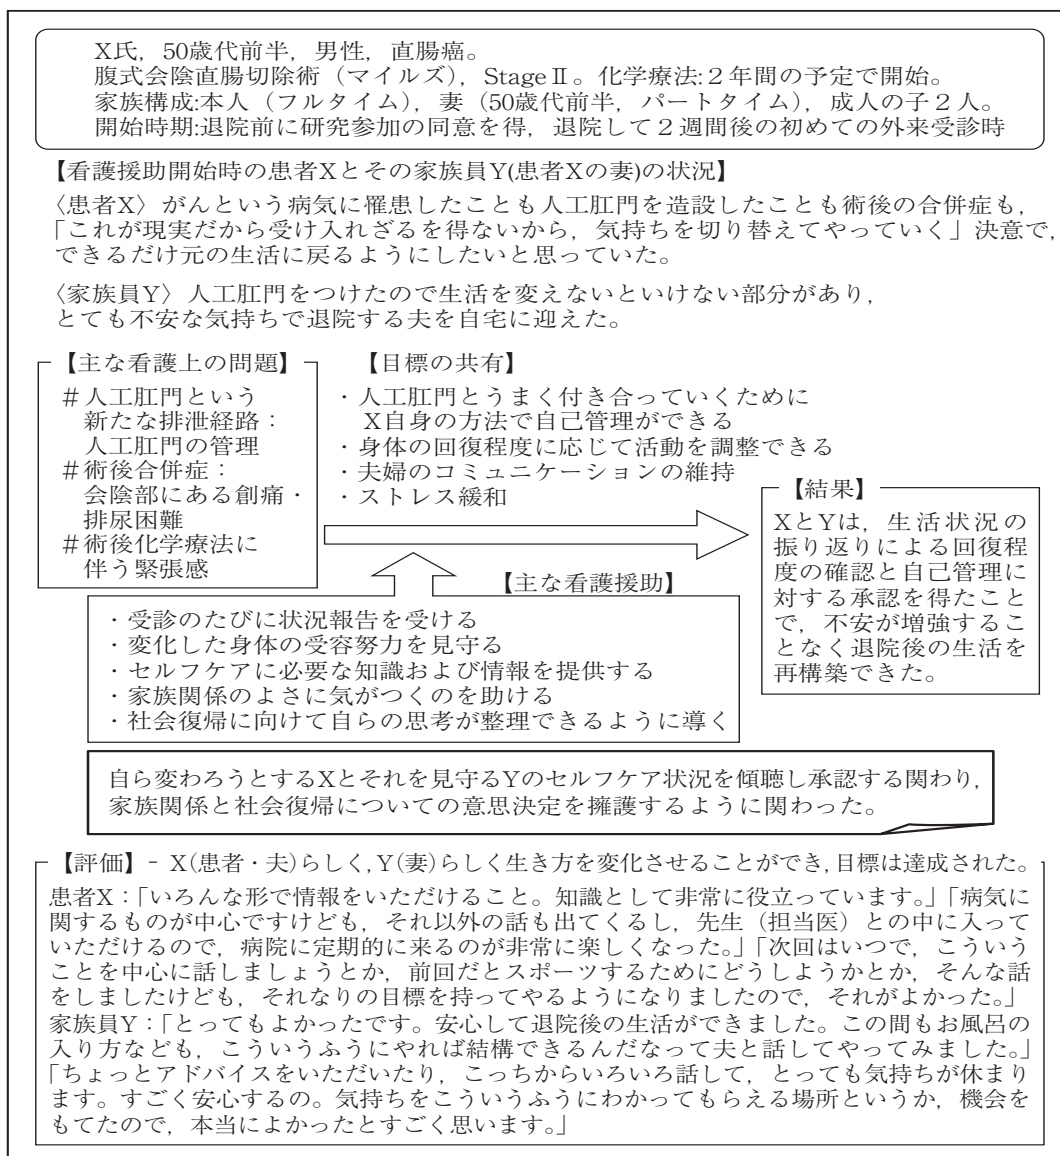 X氏，50歳代前半，男性，直腸癌。
腹式会陰直腸切除術（マイルズ），StageⅡ。化学療法:２年間の予定で開始。
家族構成:本人（フルタイム），妻（50歳代前半，パートタイム），成人の子２人。
開始時期:退院前に研究参加の同意を得，退院して２週間後の初めての外来受診時
【看護援助開始時の患者Xとその家族員Y(患者Xの妻)の状況】
〈患者X〉がんという病気に罹患したことも人工肛門を造設したことも術後の合併症も，
「これが現実だから受け入れざるを得ないから，気持ちを切り替えてやっていく」決意で，
できるだけ元の生活に戻るようにしたいと思っていた。
〈家族員Y〉人工肛門をつけたので生活を変えないといけない部分があり，
とても不安な気持ちで退院する夫を自宅に迎えた。
【主な看護上の問題】
＃人工肛門という
新たな排泄経路：
人工肛門の管理
＃術後合併症：
会陰部にある創痛・
排尿困難
＃術後化学療法に
伴う緊張感
【目標の共有】
・人工肛門とうまく付き合っていくために
X自身の方法で自己管理ができる
・身体の回復程度に応じて活動を調整できる
・夫婦のコミュニケーションの維持
・ストレス緩和
【主な看護援助】
・受診のたびに状況報告を受ける
・変化した身体の受容努力を見守る
・セルフケアに必要な知識および情報を提供する
・家族関係のよさに気がつくのを助ける
・社会復帰に向けて自らの思考が整理できるように導く
【結果】
XとYは，生活状況の
振り返りによる回復程
度の確認と自己管理に
対する承認を得たこと
で，不安が増強するこ
となく退院後の生活を
再構築できた。
自ら変わろうとするXとそれを見守るYのセルフケア状況を傾聴し承認する関わり，
家族関係と社会復帰についての意思決定を擁護するように関わった。
【評価】- X(患者・夫)らしく，Y(妻)らしく生き方を変化させることができ，目標は達成された。
患者X：「いろんな形で情報をいただけること。知識として非常に役立っています。」「病気に
関するものが中心ですけども，それ以外の話も出てくるし，先生（担当医）との中に入って
いただけるので，病院に定期的に来るのが非常に楽しくなった。」「次回はいつで，こういう
ことを中心に話しましょうとか，前回だとスポーツするためにどうしようかとか，そんな話
をしましたけども，それなりの目標を持ってやるようになりましたので，それがよかった。」
家族員Y：「とってもよかったです。安心して退院後の生活ができました。この間もお風呂の
入り方なども，こういうふうにやれば結構できるんだなって夫と話してやってみました。」
「ちょっとアドバイスをいただいたり，こっちからいろいろ話して，とっても気持ちが休まり
ます。すごく安心するの。気持ちをこういうふうにわかってもらえる場所というか，機会を
もてたので，本当によかったとすごく思います。」